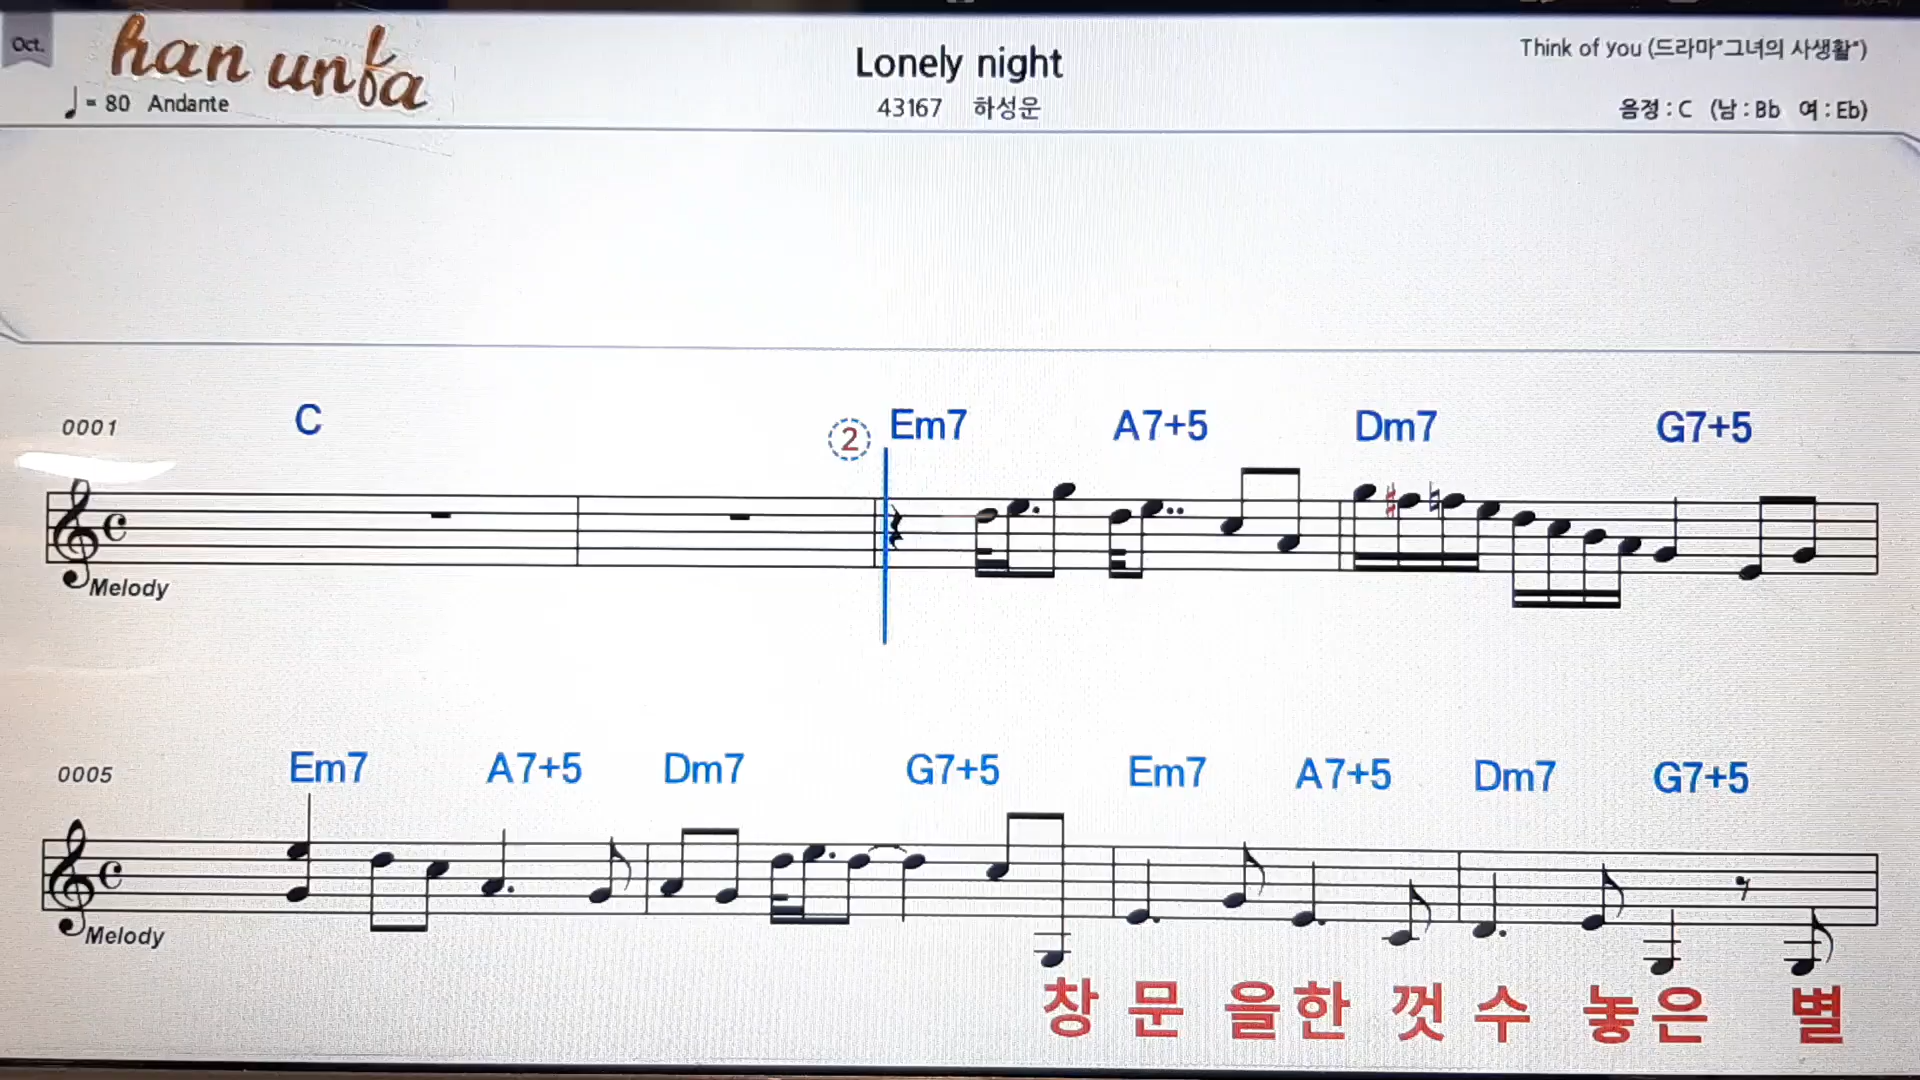 Oct.
han unba
Lonely night
Think of you (드라마"그녀의 사생활")
♩= 80 Andante
43167 하성운
음정 : C (남 : Bb 여 : Eb)
0001 C ② Em7 A7+5 Dm7 G7+5
Melody
0005 Em7 A7+5 Dm7 G7+5 Em7 A7+5 Dm7 G7+5
Melody
창 문 을한 껏 수 놓은 별